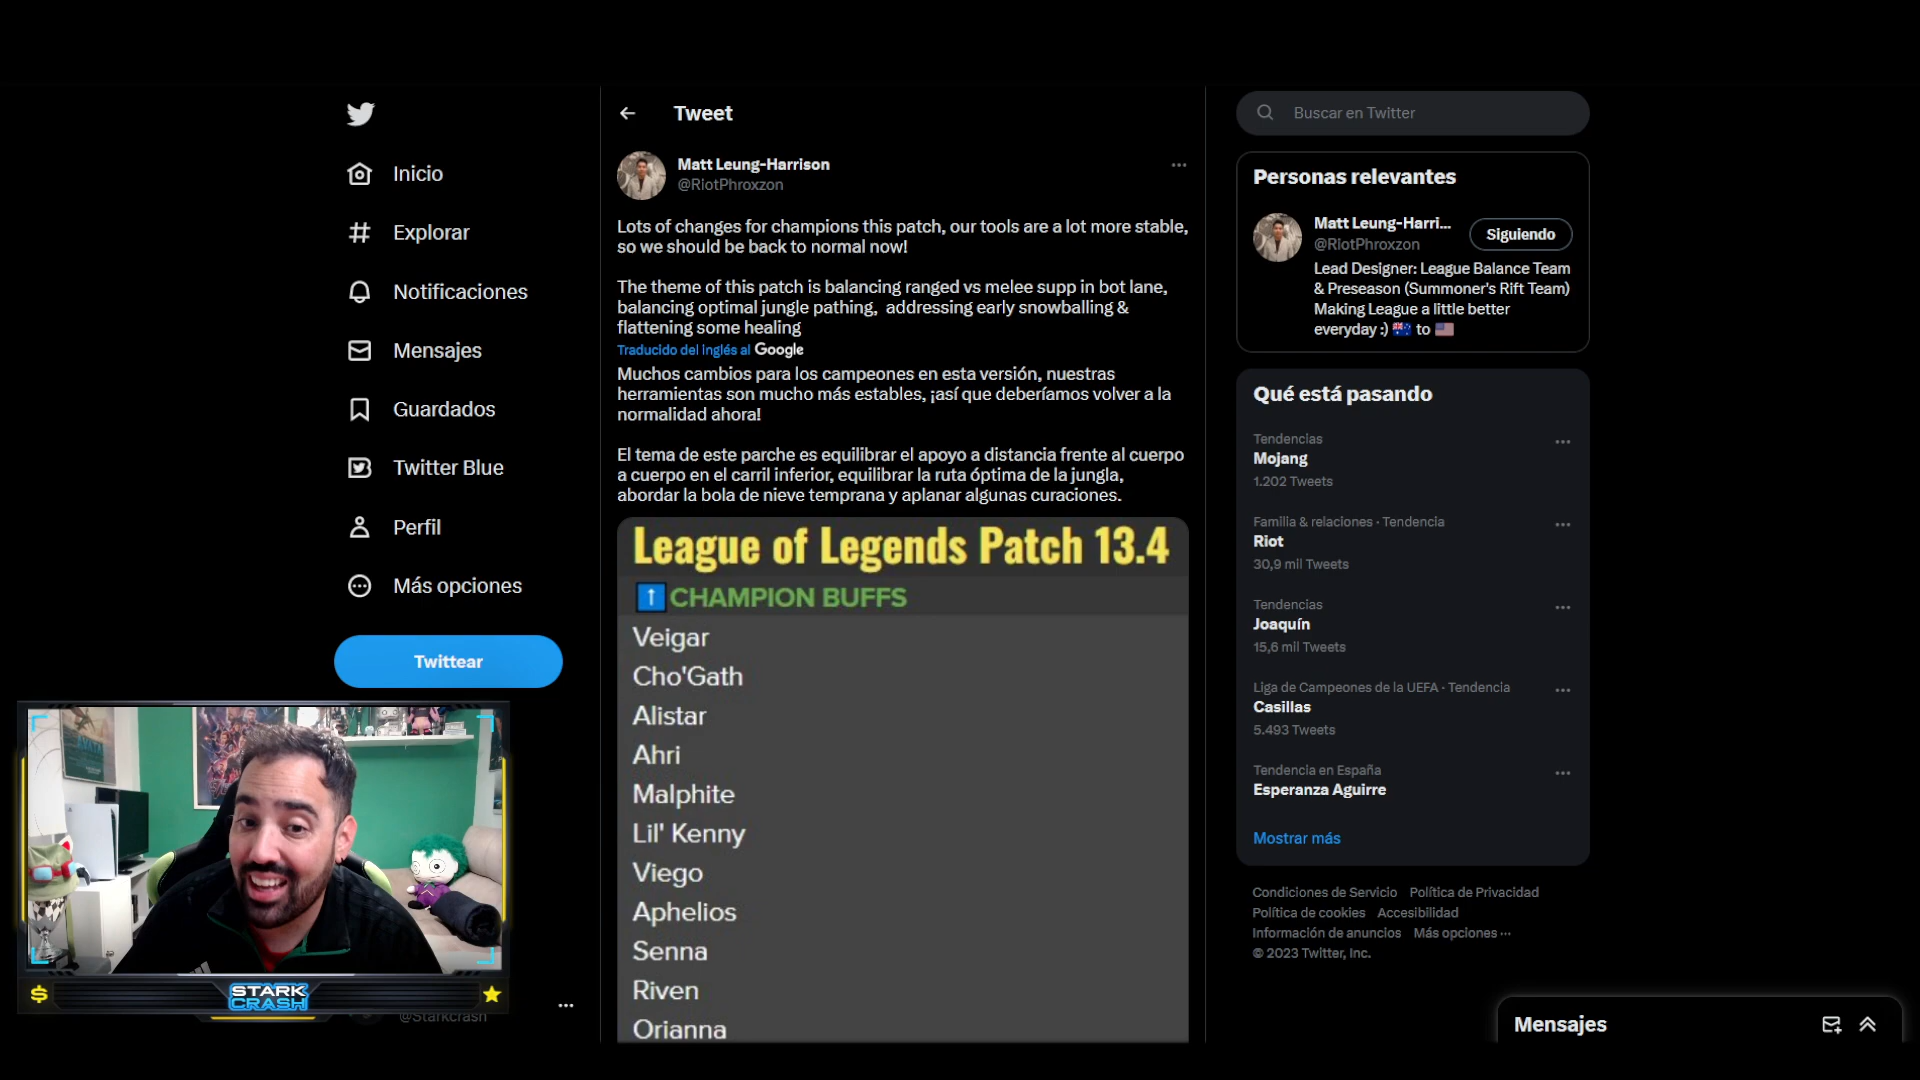 Inicio
Explorar
Notificaciones
Mensajes
Guardados
Twitter Blue
Perfil
Más opciones
Twittear
STARK
CRASH
@Starkcrash
Tweet
Matt Leung-Harrison
@RiotPhroxzon
Lots of changes for champions this patch, our tools are a lot more stable,
so we should be back to normal now!
The theme of this patch is balancing ranged vs melee supp in bot lane,
balancing optimal jungle pathing,  addressing early snowballing &
flattening some healing
Traducido del inglés al Google
Muchos cambios para los campeones en esta versión, nuestras
herramientas son mucho más estables, ¡así que deberíamos volver a la
normalidad ahora!
El tema de este parche es equilibrar el apoyo a distancia frente al cuerpo
a cuerpo en el carril inferior, equilibrar la ruta óptima de la jungla,
abordar la bola de nieve temprana y aplanar algunas curaciones.
League of Legends Patch 13.4
CHAMPION BUFFS
Veigar
Cho'Gath
Alistar
Ahri
Malphite
Lil' Kenny
Viego
Aphelios
Senna
Riven
Orianna
Buscar en Twitter
Personas relevantes
Matt Leung-Harri...
@RiotPhroxzon
Siguiendo
Lead Designer: League Balance Team
& Preseason (Summoner's Rift Team)
Making League a little better
everyday :) 🇦🇺 to 🇺🇸
Qué está pasando
Tendencias
Mojang
1.202 Tweets
Familia & relaciones · Tendencia
Riot
30,9 mil Tweets
Tendencias
Joaquín
15,6 mil Tweets
Liga de Campeones de la UEFA · Tendencia
Casillas
5.493 Tweets
Tendencia en España
Esperanza Aguirre
Mostrar más
Condiciones de Servicio Política de Privacidad
Política de cookies Accesibilidad
Información de anuncios Más opciones ···
© 2023 Twitter, Inc.
Mensajes